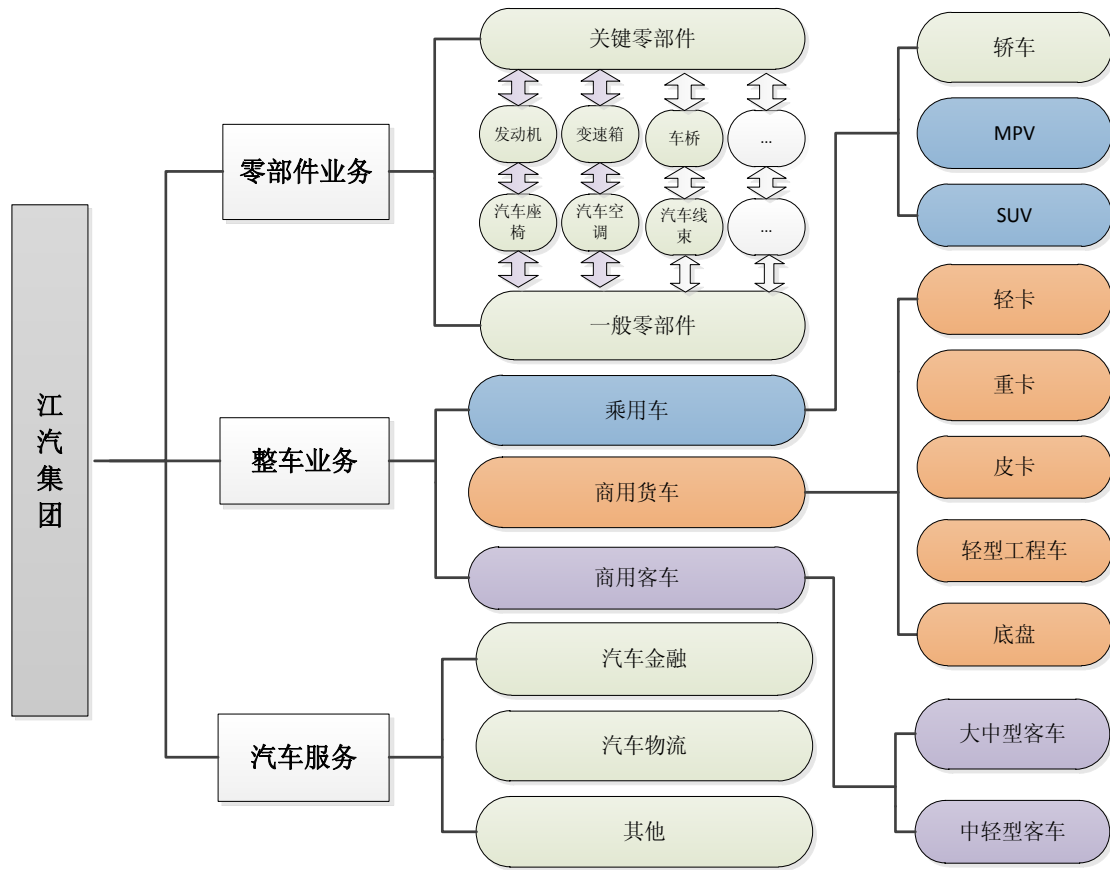 江
汽
集
团
零部件业务
整车业务
汽车服务
关键零部件
发动机
变速箱
车桥
...
汽车座
椅
汽车空
调
汽车线
束
...
一般零部件
乘用车
商用货车
商用客车
汽车金融
汽车物流
其他
轿车
MPV
SUV
轻卡
重卡
皮卡
轻型工程车
底盘
大中型客车
中轻型客车